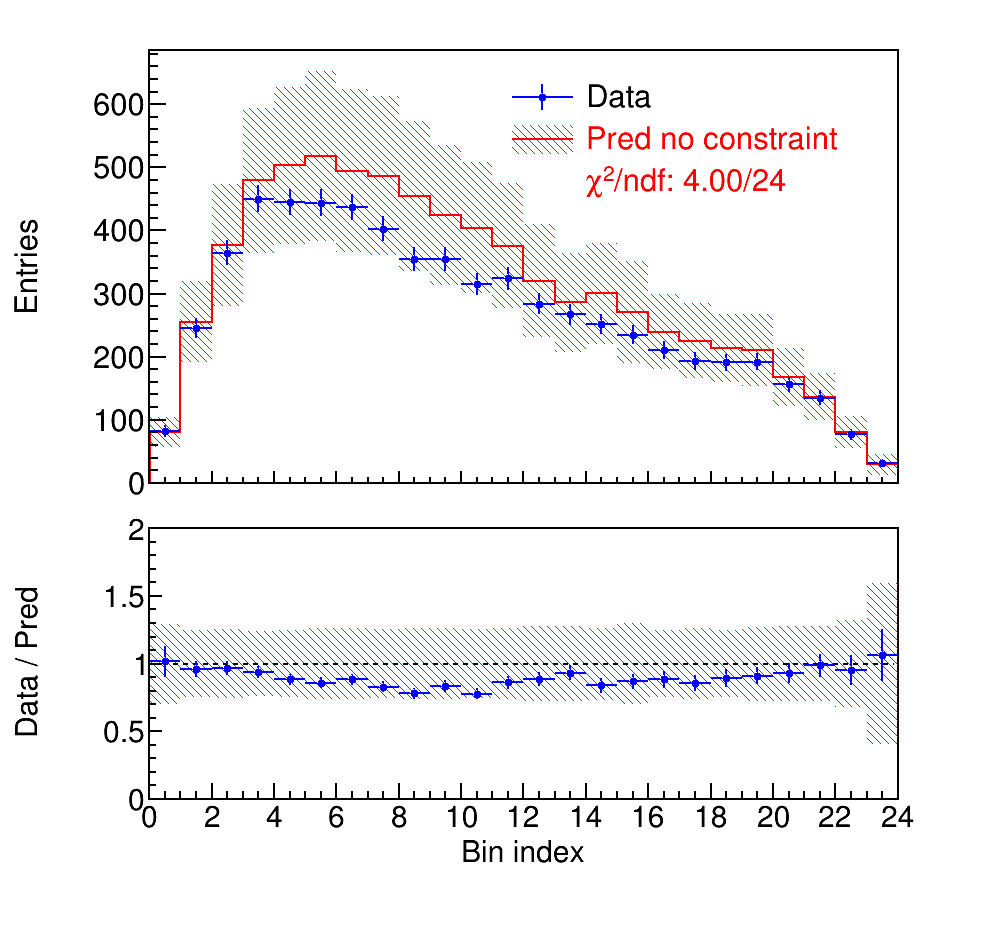 Entries
600
500
400
300
200
100
0
Data
Pred no constraint
χ²/ndf: 4.00/24
Data / Pred
2
1.5
1
0.5
0
0 2 4 6 8 10 12 14 16 18 20 22 24
Bin index